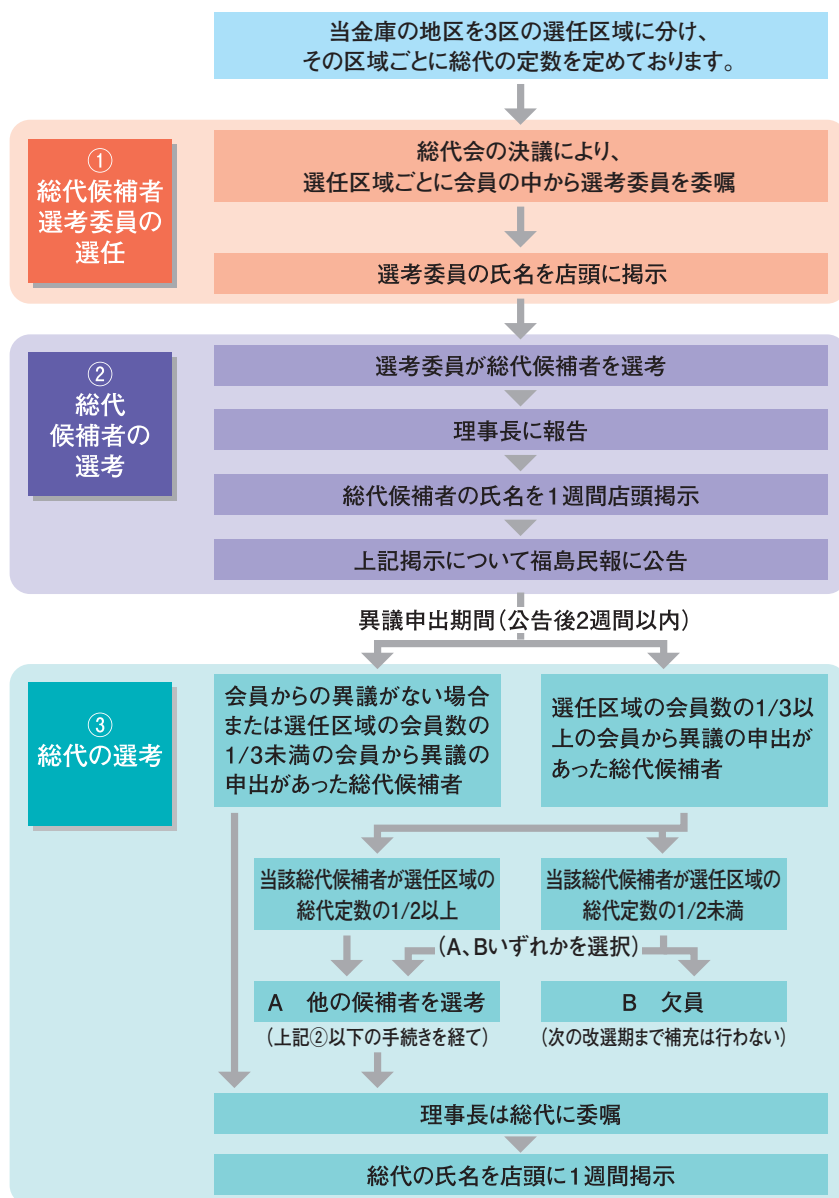 当金庫の地区を3区の選任区域に分け、
その区域ごとに総代の定数を定めております。
①
総代候補者
選考委員の
選任
総代会の決議により、
選任区域ごとに会員の中から選考委員を委嘱
選考委員の氏名を店頭に掲示
②
総代
候補者の
選考
選考委員が総代候補者を選考
理事長に報告
総代候補者の氏名を1週間店頭掲示
上記掲示について福島民報に公告
異議申出期間(公告後2週間以内)
③
総代の選考
会員からの異議がない場合
または選任区域の会員数の
1/3未満の会員から異議の
申出があった総代候補者
選任区域の会員数の1/3以
上の会員から異議の申出が
あった総代候補者
当該総代候補者が選任区域の
総代定数の1/2以上
当該総代候補者が選任区域の
総代定数の1/2未満
(A、Bいずれかを選択)
A 他の候補者を選考
(上記②以下の手続きを経て)
B 欠員
(次の改選期まで補充は行わない)
理事長は総代に委嘱
総代の氏名を店頭に1週間掲示